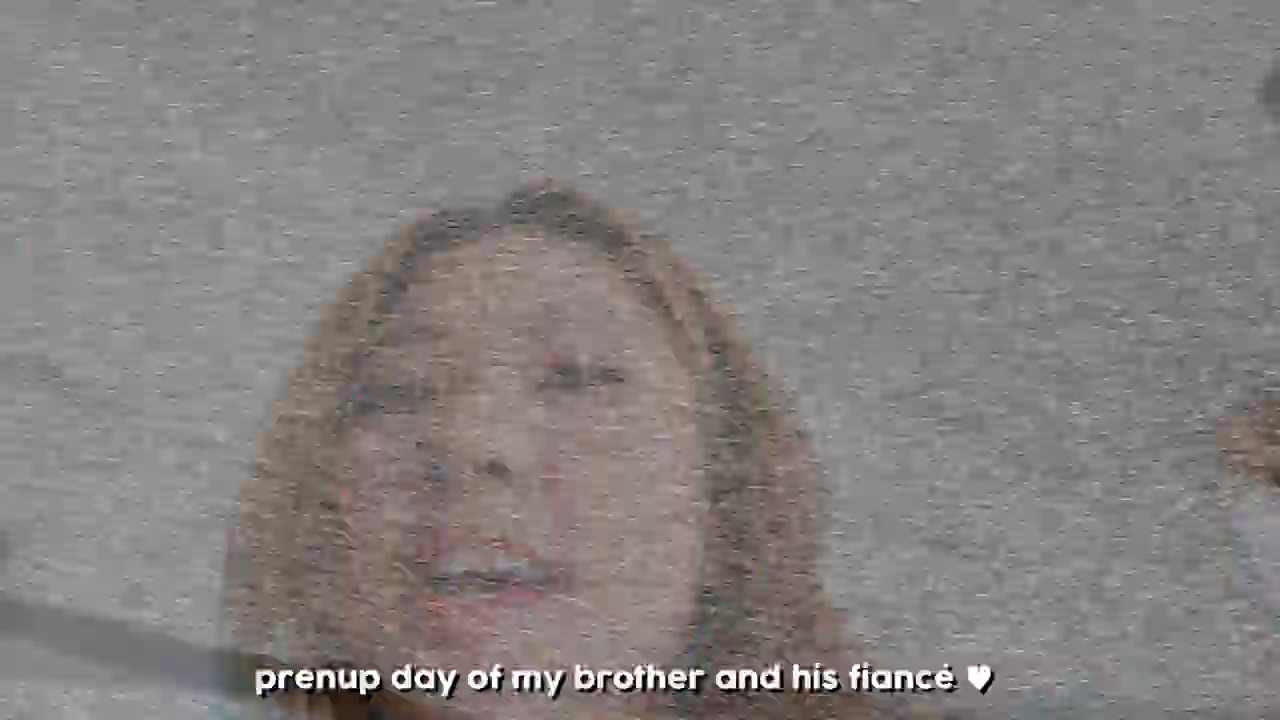 prenup day of my brother and his fiancé ♥